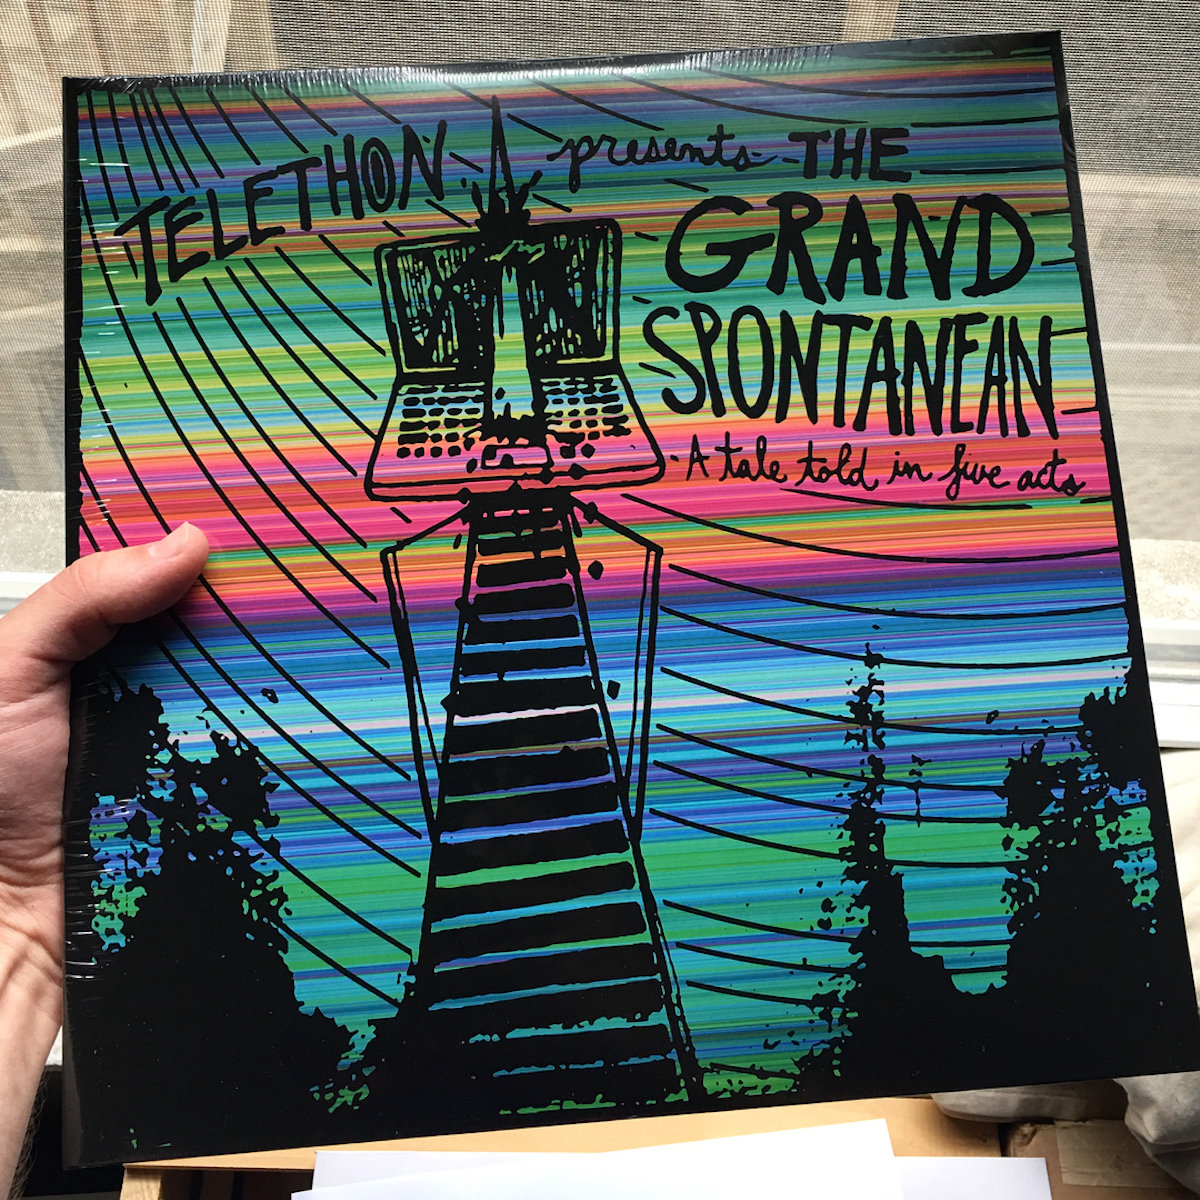 TELETHON presents THE
GRAND
SPONTANEAN
A tale told in five acts